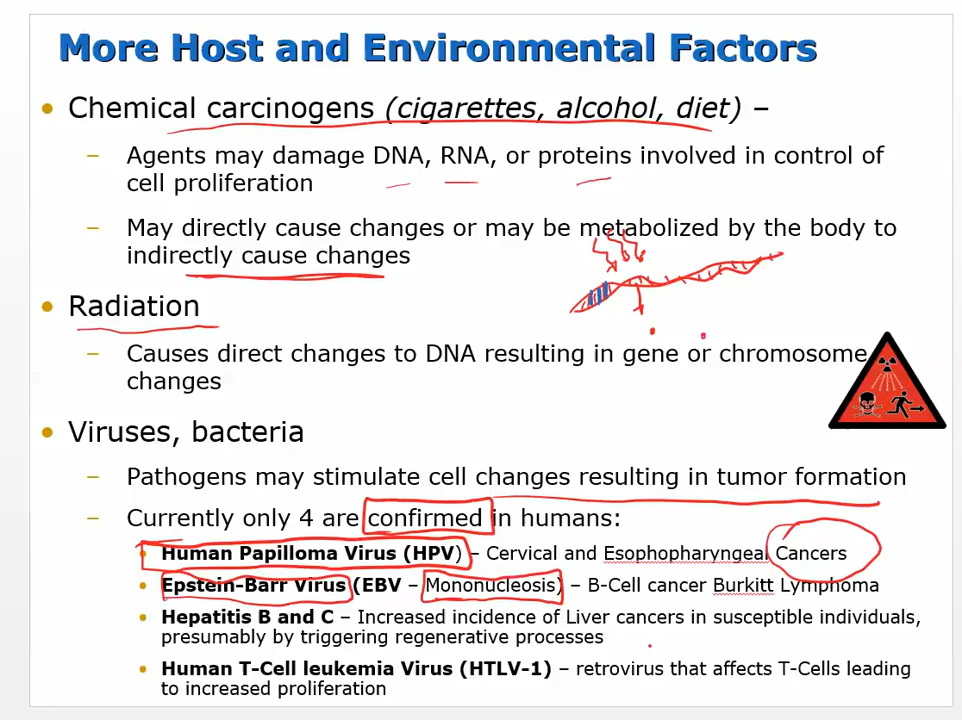 More Host and Environmental Factors
• Chemical carcinogens (cigarettes, alcohol, diet) –
– Agents may damage DNA, RNA, or proteins involved in control of
cell proliferation
– May directly cause changes or may be metabolized by the body to
indirectly cause changes
• Radiation
– Causes direct changes to DNA resulting in gene or chromosome
changes
• Viruses, bacteria
– Pathogens may stimulate cell changes resulting in tumor formation
– Currently only 4 are confirmed in humans:
• Human Papilloma Virus (HPV) – Cervical and Esophopharyngeal Cancers
• Epstein-Barr Virus (EBV – Mononucleosis) – B-Cell cancer Burkitt Lymphoma
• Hepatitis B and C – Increased incidence of Liver cancers in susceptible individuals,
presumably by triggering regenerative processes
• Human T-Cell leukemia Virus (HTLV-1) – retrovirus that affects T-Cells leading
to increased proliferation